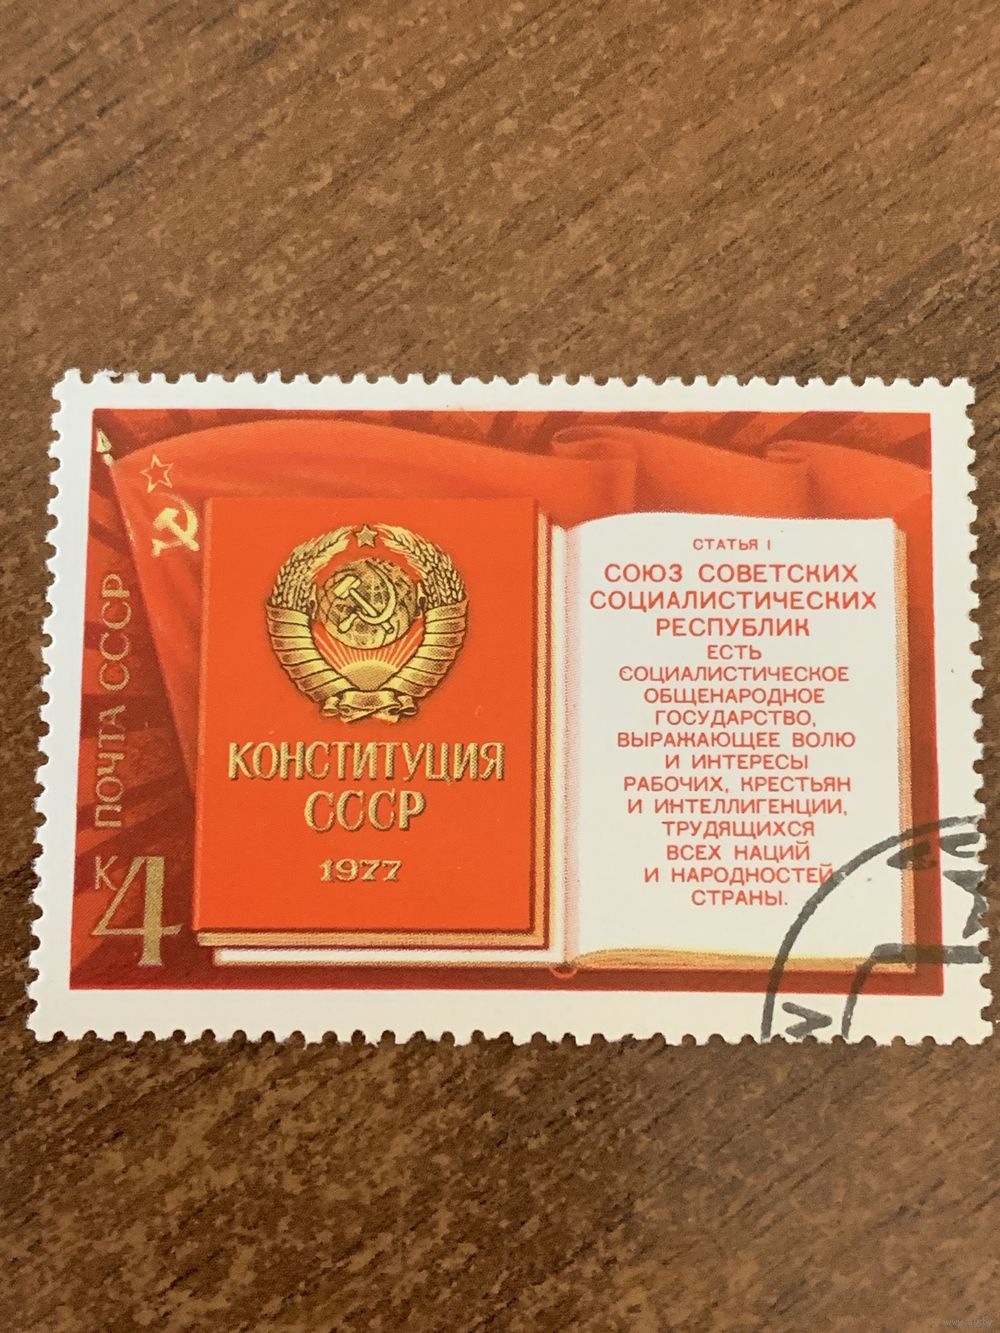 ПОЧТА СССР
К4
КОНСТИТУЦИЯ
СССР
1977
СТАТЬЯ 1
СОЮЗ СОВЕТСКИХ
СОЦИАЛИСТИЧЕСКИХ
РЕСПУБЛИК
ЕСТЬ
СОЦИАЛИСТИЧЕСКОЕ
ОБЩЕНАРОДНОЕ
ГОСУДАРСТВО,
ВЫРАЖАЮЩЕЕ ВОЛЮ
И ИНТЕРЕСЫ
РАБОЧИХ, КРЕСТЬЯН
И ИНТЕЛЛИГЕНЦИИ,
ТРУДЯЩИХСЯ
ВСЕХ НАЦИЙ
И НАРОДНОСТЕЙ
СТРАНЫ.